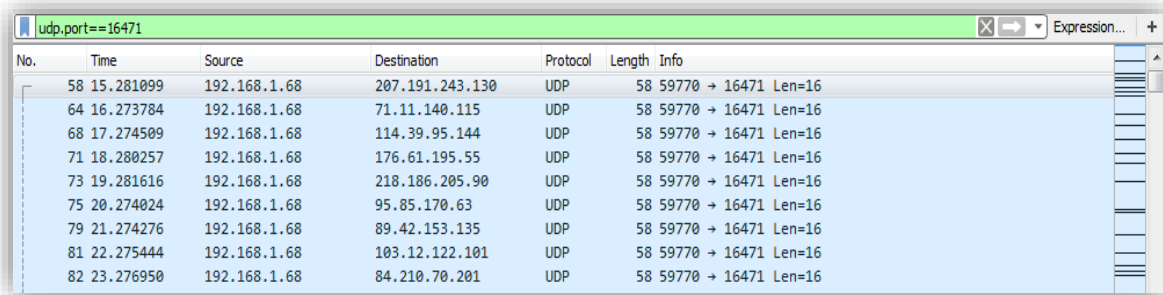 udp.port==16471 Expression... +
No. Time Source Destination Protocol Length Info
58 15.281099 192.168.1.68 207.191.243.130 UDP 58 59770 → 16471 Len=16
64 16.273784 192.168.1.68 71.11.140.115 UDP 58 59770 → 16471 Len=16
68 17.274509 192.168.1.68 114.39.95.144 UDP 58 59770 → 16471 Len=16
71 18.280257 192.168.1.68 176.61.195.55 UDP 58 59770 → 16471 Len=16
73 19.281616 192.168.1.68 218.186.205.90 UDP 58 59770 → 16471 Len=16
75 20.274024 192.168.1.68 95.85.170.63 UDP 58 59770 → 16471 Len=16
79 21.274276 192.168.1.68 89.42.153.135 UDP 58 59770 → 16471 Len=16
81 22.275444 192.168.1.68 103.12.122.101 UDP 58 59770 → 16471 Len=16
82 23.276950 192.168.1.68 84.210.70.201 UDP 58 59770 → 16471 Len=16